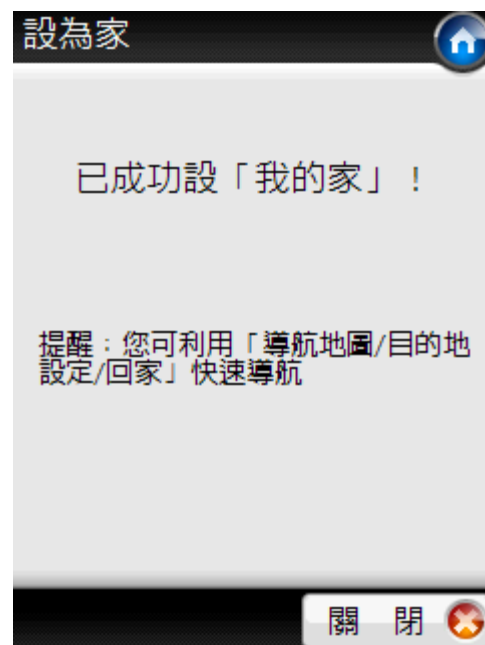 設為家
已成功設「我的家」！
提醒：您可利用「導航地圖/目的地
設定/回家」快速導航
關 閉